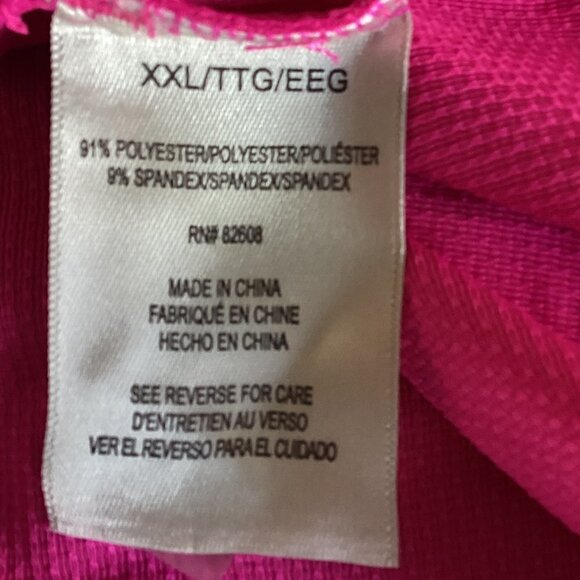 XXL/TTG/EEG
91% POLYESTER/POLYESTER/POLIÉSTER
9% SPANDEX/SPANDEX/SPANDEX
RN# 82608
MADE IN CHINA
FABRIQUÉ EN CHINE
HECHO EN CHINA
SEE REVERSE FOR CARE
D'ENTRETIEN AU VERSO
VER EL REVERSO PARA EL CUIDADO